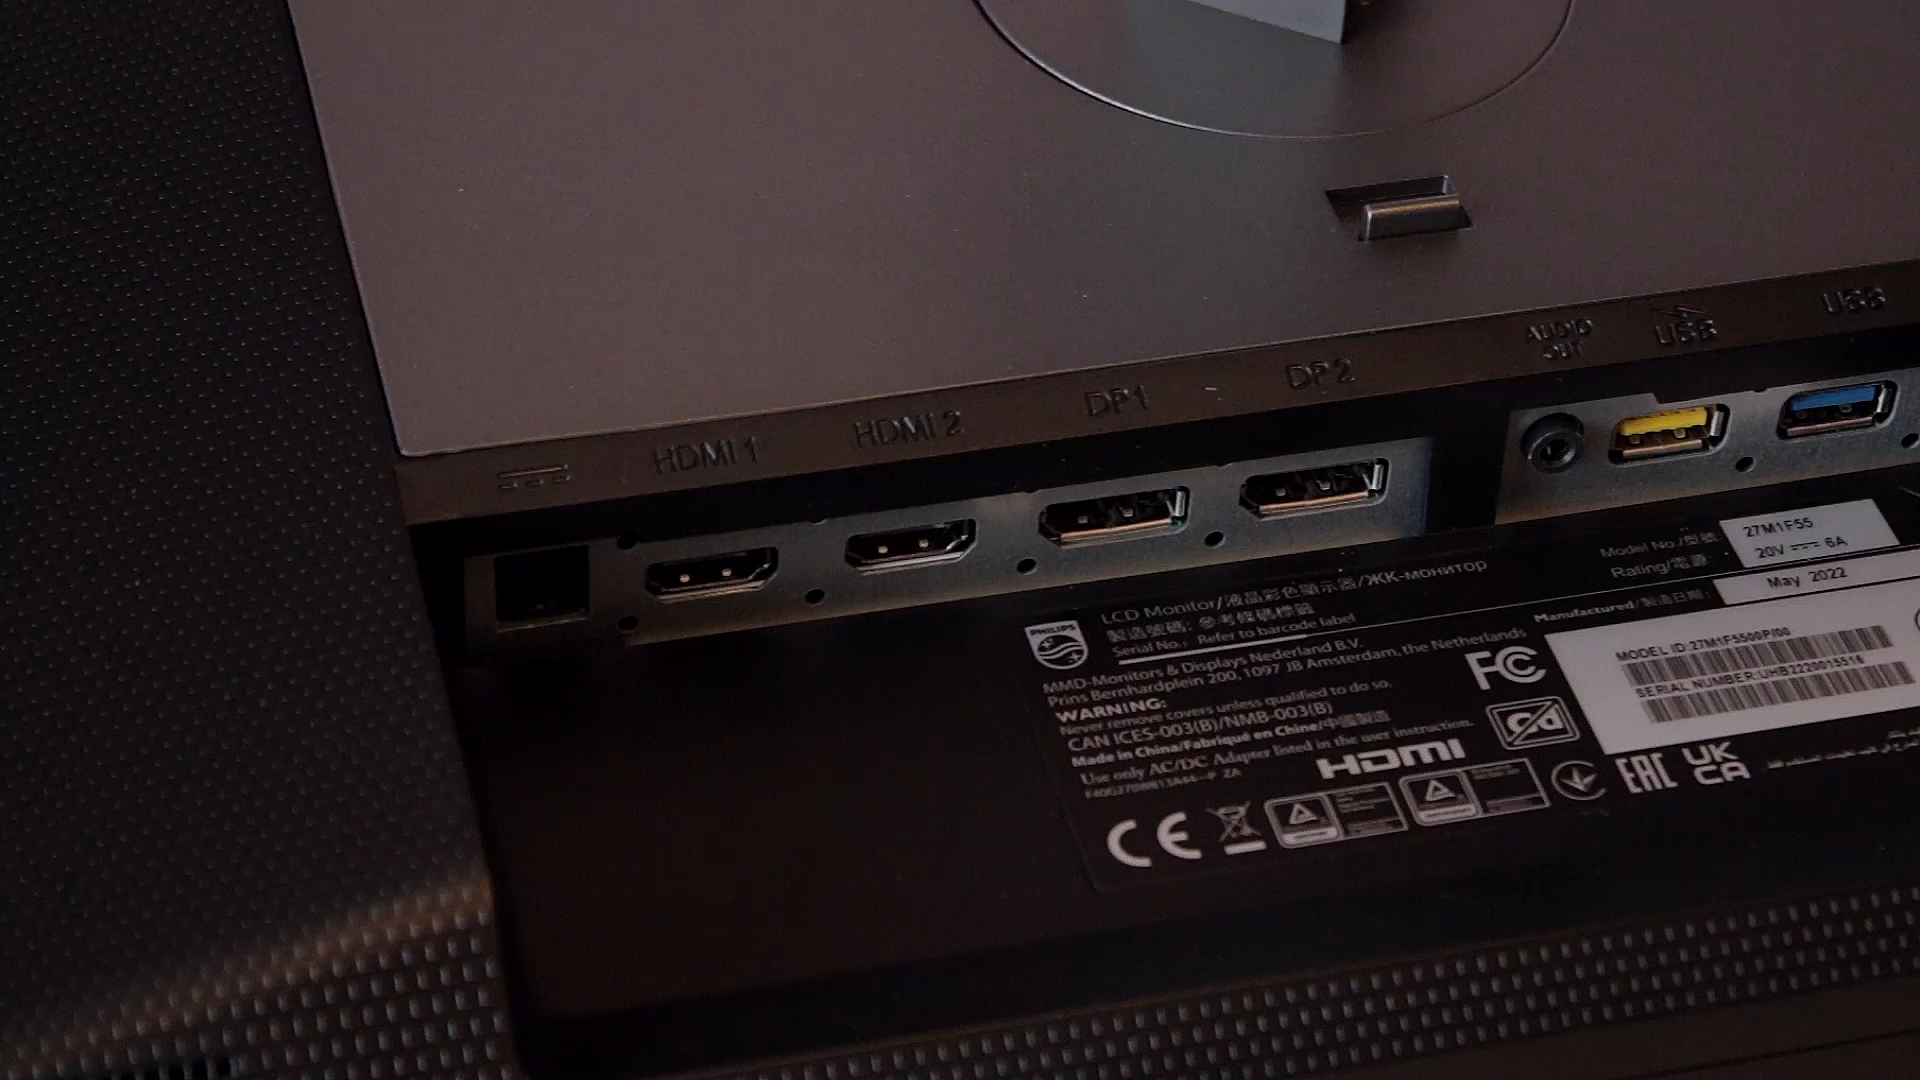 HDMI 1
HDMI 2
DP1
DP2
AUDIO
OUT
USB
USB
PHILIPS
LCD Monitor/液晶彩色顯示器/ЖК-монитор
製造號碼: 參考條碼標籤
Serial No.: Refer to barcode label
MMD-Monitors & Displays Nederland B.V.
Prins Bernhardplein 200, 1097 JB Amsterdam, the Netherlands
WARNING:
Never remove covers unless qualified to do so.
CAN ICES-003(B)/NMB-003(B)
Made in China/Fabriqué en Chine/中國製造
Use only AC/DC Adapter listed in the user instruction.
Model No./型號:
27M1F55
Rating/電源:
20V 6A
Manufactured/製造日期:
May 2022
MODEL ID:27M1F5500P/00
SERIAL NUMBER:UHB2220015516
FC
HDMI
CE
EAC
UK
CA